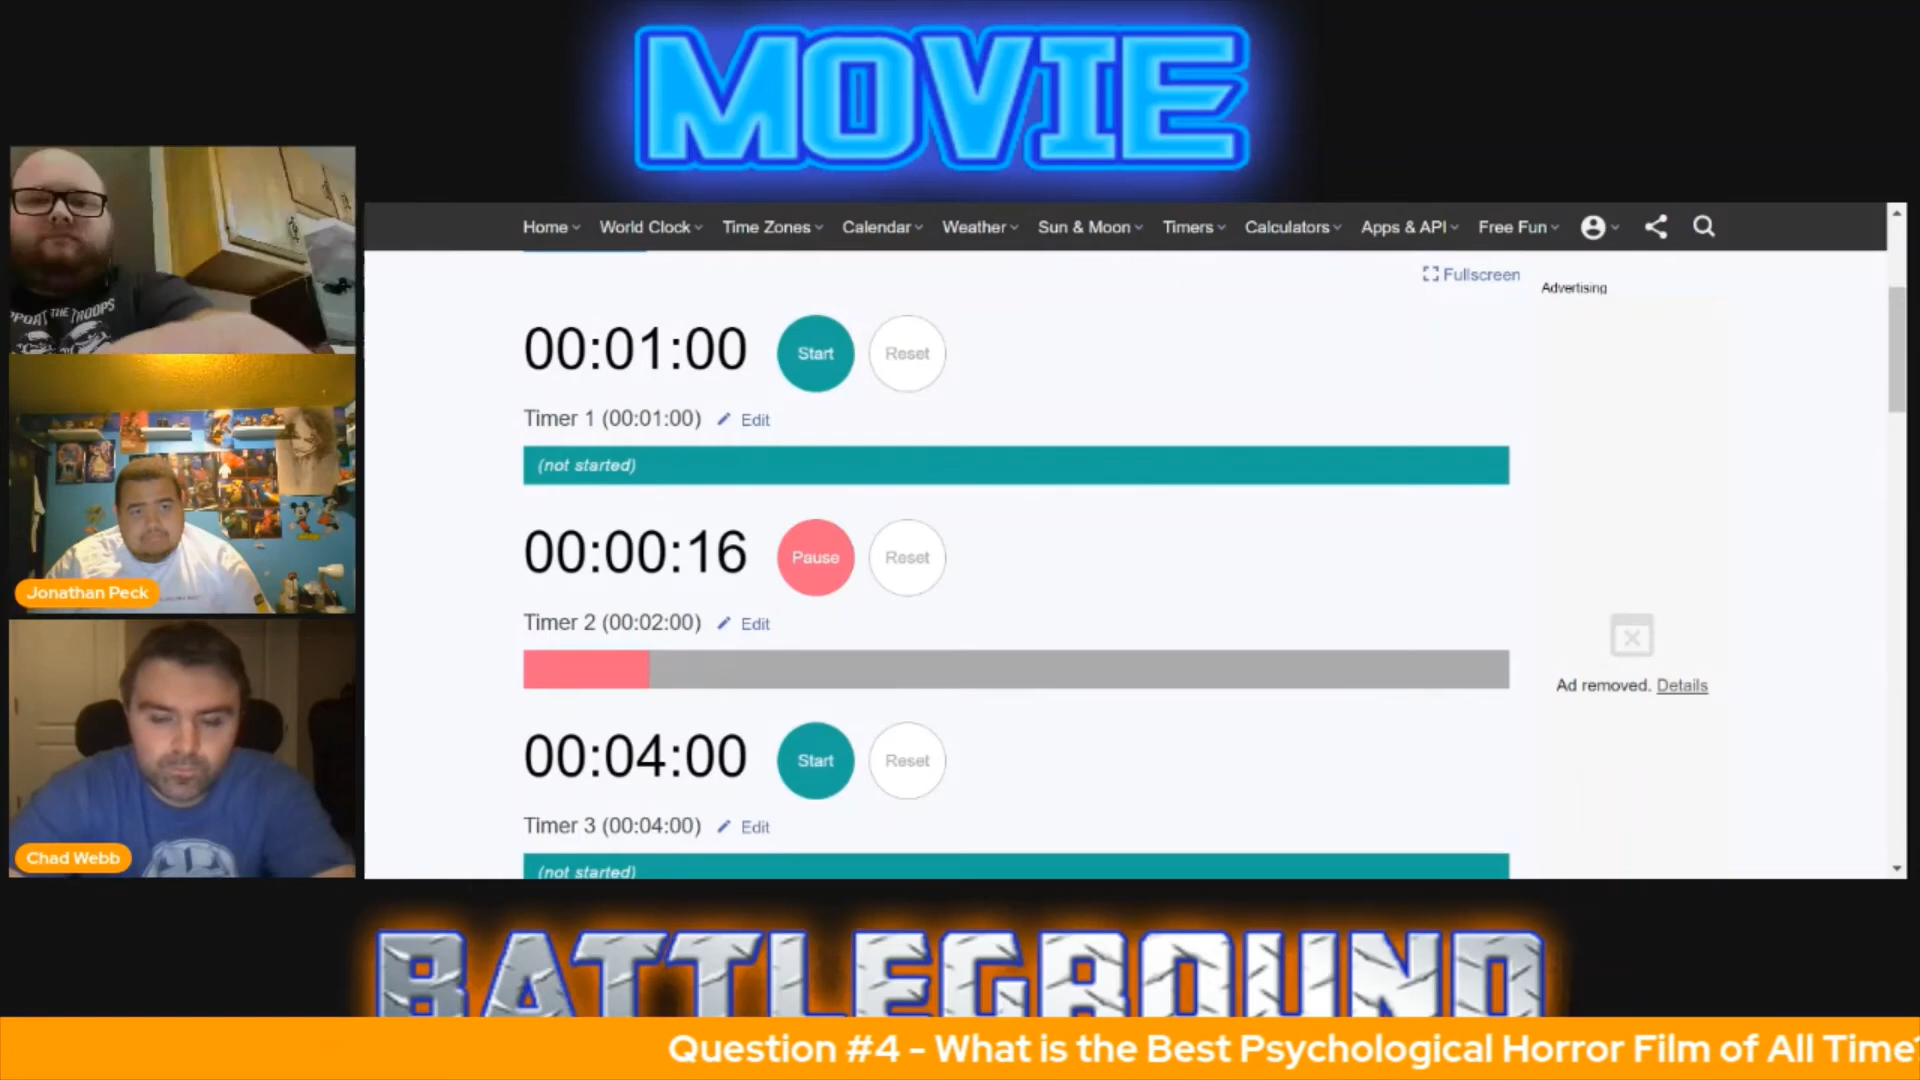 MOVIE
Home World Clock Time Zones Calendar Weather Sun & Moon Timers Calculators Apps & API Free Fun
Fullscreen
Advertising
00:01:00 Start Reset
Timer 1 (00:01:00) Edit
(not started)
00:00:16 Pause Reset
Timer 2 (00:02:00) Edit
Ad removed. Details
00:04:00 Start Reset
Timer 3 (00:04:00) Edit
(not started)
PPORT THE TROOPS
Jonathan Peck
Chad Webb
BATTLEGROUND
Question #4 - What is the Best Psychological Horror Film of All Time?